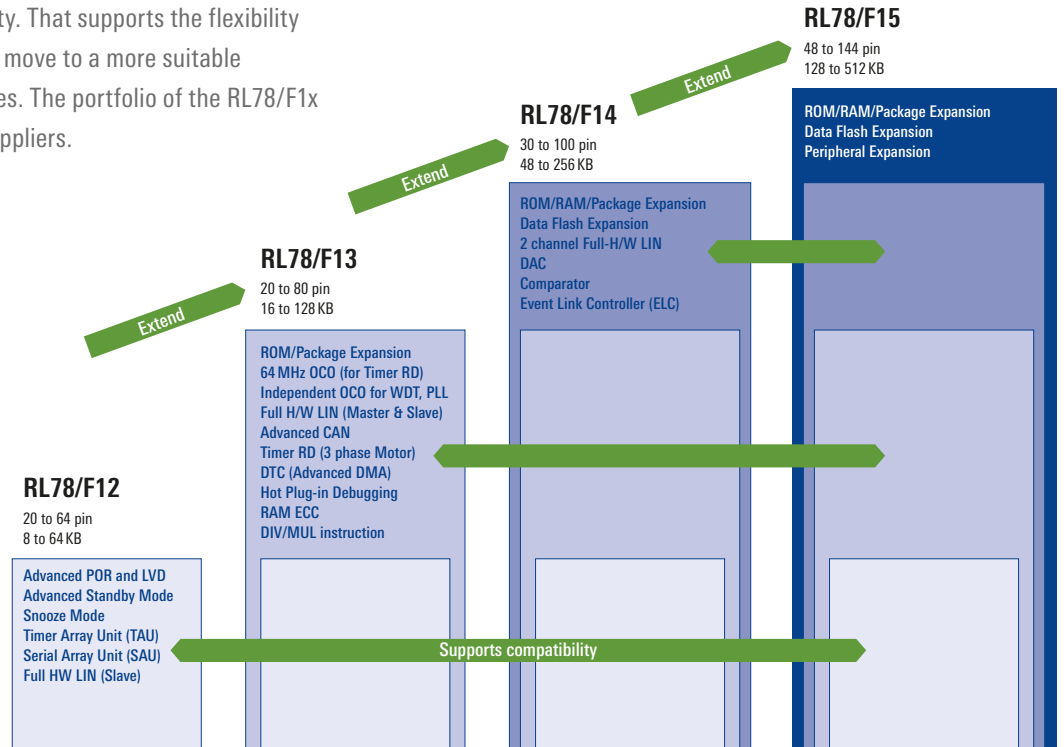 ty. That supports the flexibility
move to a more suitable
es. The portfolio of the RL78/F1x
ppliers.
RL78/F15
48 to 144 pin
128 to 512 KB
Extend
ROM/RAM/Package Expansion
Data Flash Expansion
Peripheral Expansion
RL78/F14
30 to 100 pin
48 to 256 KB
Extend
ROM/RAM/Package Expansion
Data Flash Expansion
2 channel Full-H/W LIN
DAC
Comparator
Event Link Controller (ELC)
RL78/F13
20 to 80 pin
16 to 128 KB
Extend
ROM/Package Expansion
64 MHz OCO (for Timer RD)
Independent OCO for WDT, PLL
Full H/W LIN (Master & Slave)
Advanced CAN
Timer RD (3 phase Motor)
DTC (Advanced DMA)
Hot Plug-in Debugging
RAM ECC
DIV/MUL instruction
RL78/F12
20 to 64 pin
8 to 64 KB
Advanced POR and LVD
Advanced Standby Mode
Snooze Mode
Timer Array Unit (TAU)
Serial Array Unit (SAU)
Full HW LIN (Slave)
Supports compatibility